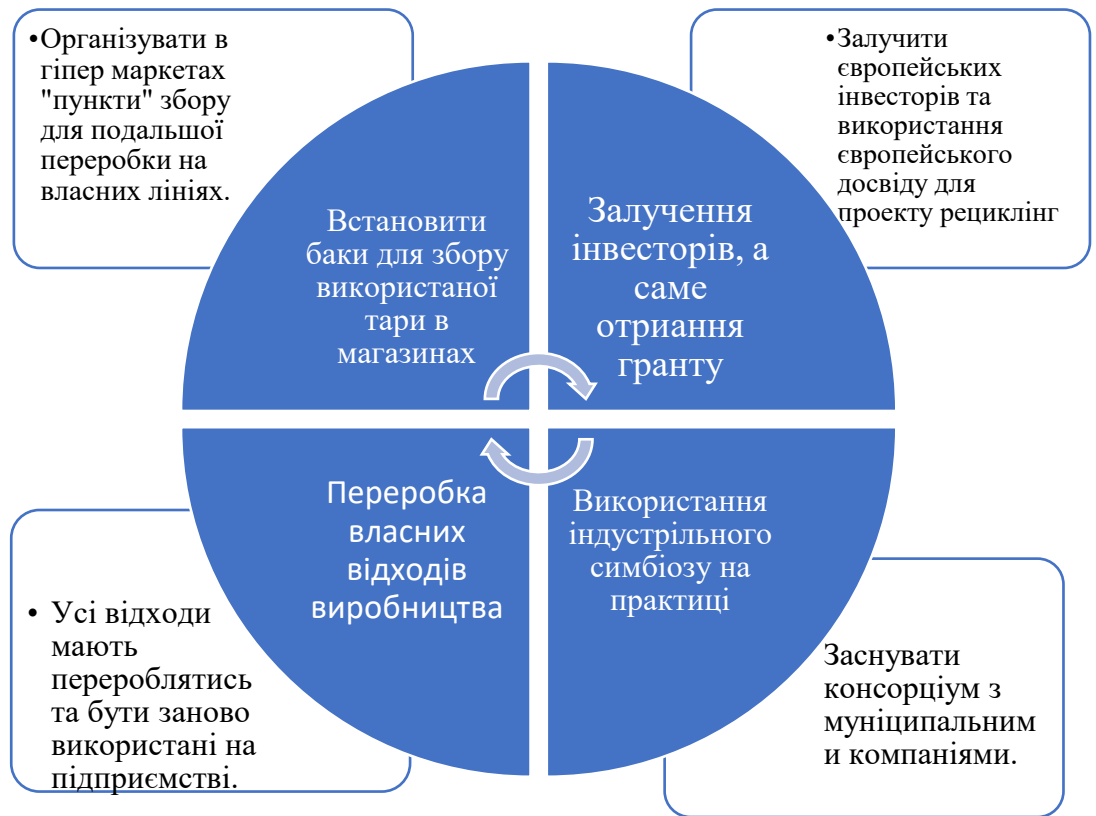 •Організувати в
гіпер маркетах
"пункти" збору
для подальшої
переробки на
власних лініях.
•Залучити
європейських
інвесторів та
використання
європейського
досвіду для
проекту рециклінг
Встановити
баки для збору
використаної
тари в
магазинах
Залучення
інвесторів, а
саме
отриання
гранту
Переробка
власних
відходів
виробництва
Використання
індустрільного
симбіозу на
практиці
• Усі відходи
мають
перероблятись
та бути заново
використані на
підприємстві.
Заснувати
консорціум з
муніципальним
и компаніями.